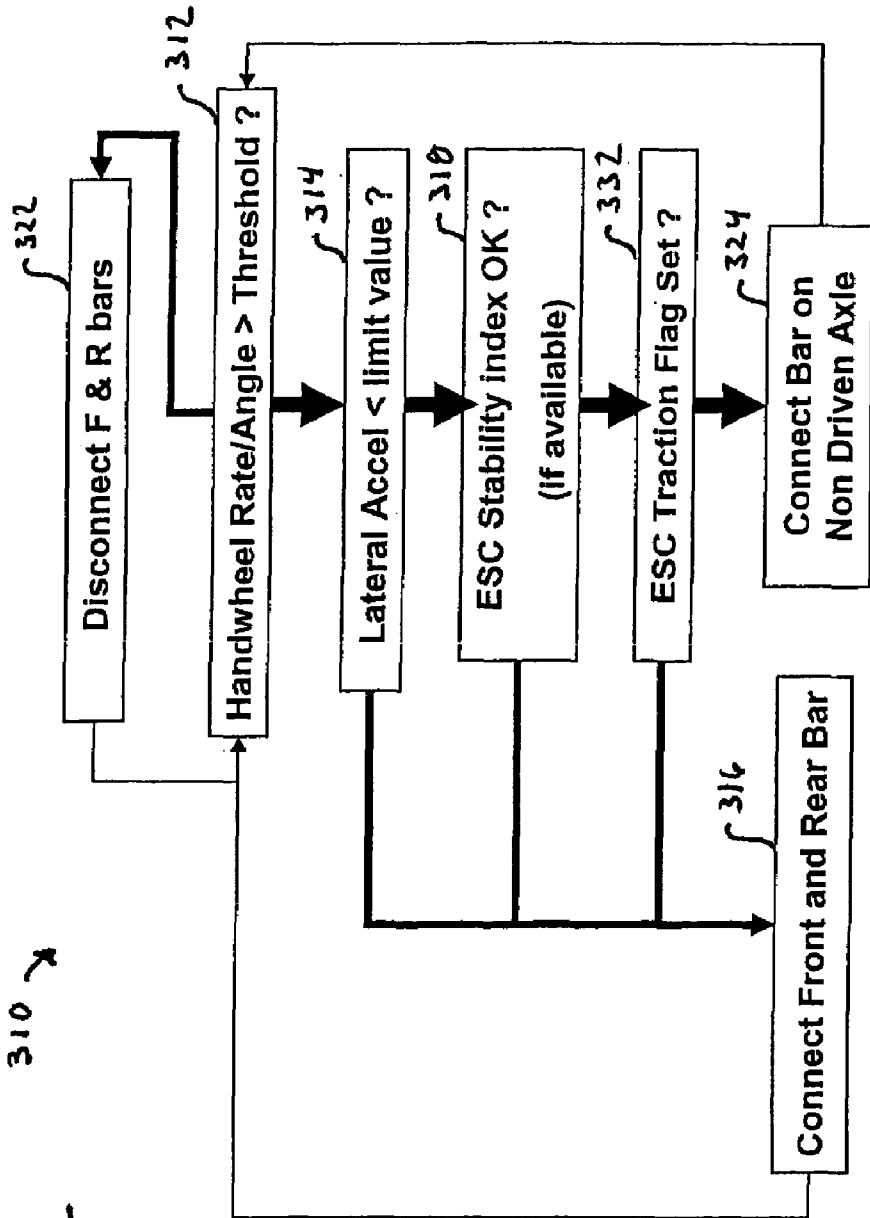 310
322
Disconnect F & R bars
312
Handwheel Rate/Angle > Threshold ?
314
Lateral Accel < limit value ?
318
ESC Stability index OK ?
(If available)
332
ESC Traction Flag Set ?
316
Connect Front and Rear Bar
324
Connect Bar on
Non Driven Axle